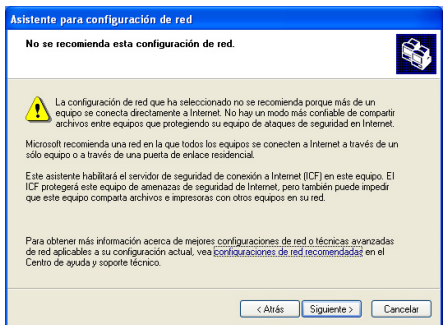 Asistente para configuración de red
No se recomienda esta configuración de red.
La configuración de red que ha seleccionado no se recomienda porque más de un
equipo se conecta directamente a Internet. No hay un modo más confiable de compartir
archivos entre equipos que protegiendo su equipo de ataques de seguridad en Internet.
Microsoft recomienda una red en la que todos los equipos se conecten a Internet a través de un
sólo equipo o a través de una puerta de enlace residencial.
Este asistente habilitará el servidor de seguridad de conexión a Internet (ICF) en este equipo. El
ICF protegerá este equipo de amenazas de seguridad de Internet, pero también puede impedir
que este equipo comparta archivos e impresoras con otros equipos en su red.
Para obtener más información acerca de mejores configuraciones de red o técnicas avanzadas
de red aplicables a su configuración actual, vea configuraciones de red recomendadas en el
Centro de ayuda y soporte técnico.
< Atrás Siguiente > Cancelar